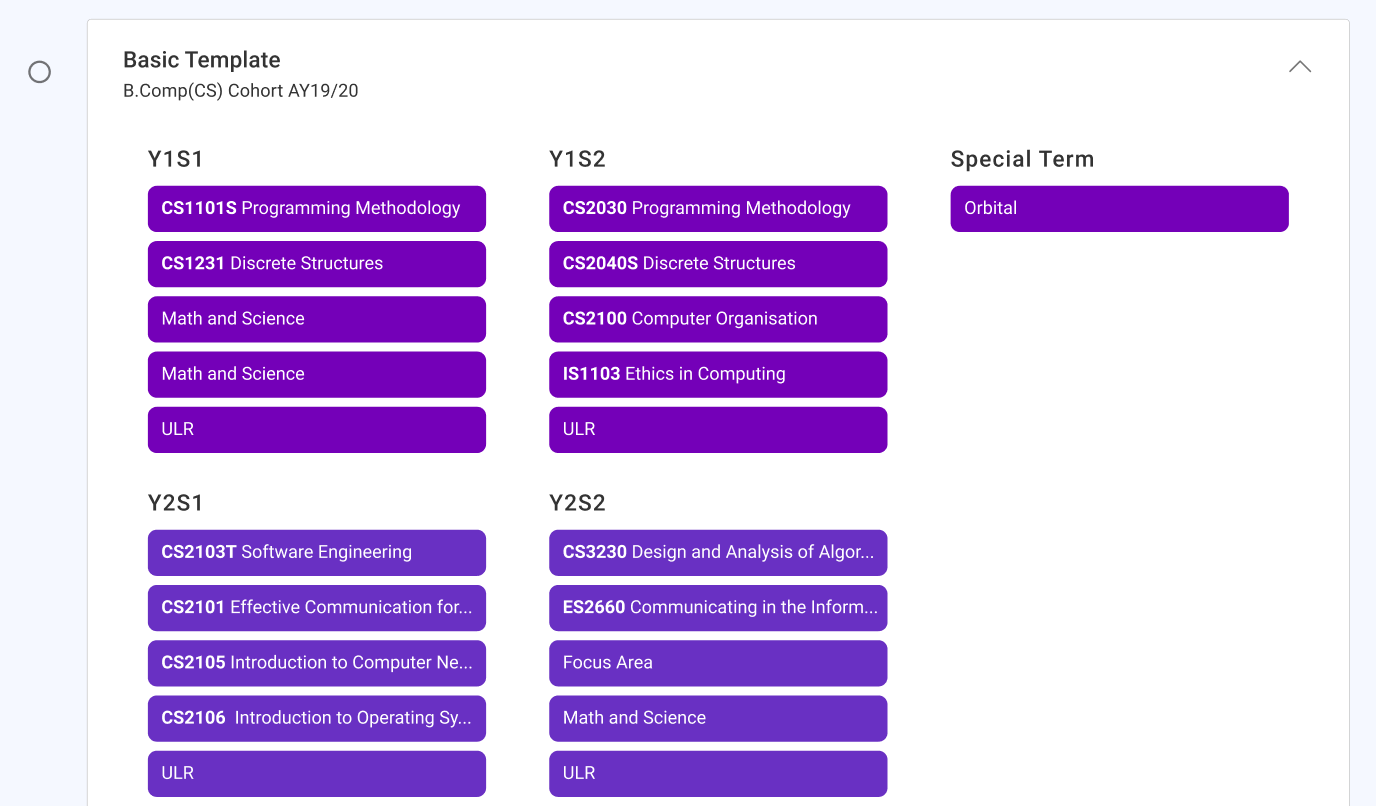 Basic Template
B.Comp(CS) Cohort AY19/20
Y1S1
CS1101S Programming Methodology
CS1231 Discrete Structures
Math and Science
Math and Science
ULR
Y1S2
CS2030 Programming Methodology
CS2040S Discrete Structures
CS2100 Computer Organisation
IS1103 Ethics in Computing
ULR
Special Term
Orbital
Y2S1
CS2103T Software Engineering
CS2101 Effective Communication for...
CS2105 Introduction to Computer Ne...
CS2106 Introduction to Operating Sy...
ULR
Y2S2
CS3230 Design and Analysis of Algor...
ES2660 Communicating in the Inform...
Focus Area
Math and Science
ULR